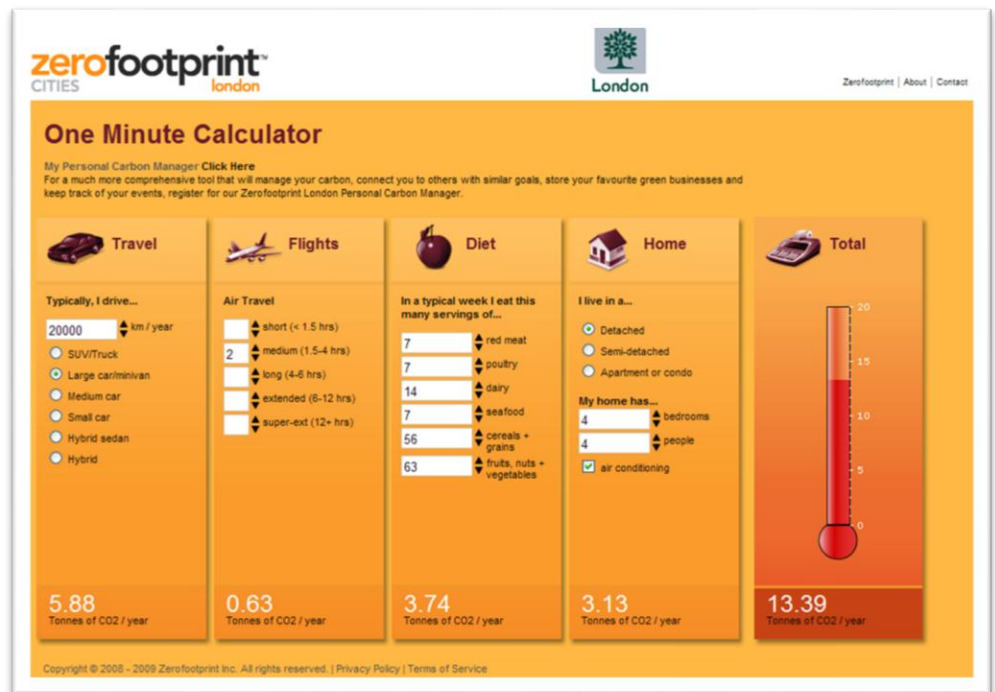 zerofootprint™
CITIES london
London
Zerofootprint | About | Contact
One Minute Calculator
My Personal Carbon Manager Click Here
For a much more comprehensive tool that will manage your carbon, connect you to others with similar goals, store your favourite green businesses and
keep track of your events, register for our Zerofootprint London Personal Carbon Manager.
Travel
Typically, I drive...
20000 km / year
SUV/Truck
Large car/minivan
Medium car
Small car
Hybrid sedan
Hybrid
5.88
Tonnes of CO2 / year
Flights
Air Travel
short (< 1.5 hrs)
2 medium (1.5-4 hrs)
long (4-6 hrs)
extended (6-12 hrs)
super-ext (12+ hrs)
0.63
Tonnes of CO2 / year
Diet
In a typical week I eat this
many servings of...
7 red meat
7 poultry
14 dairy
7 seafood
56 cereals +
grains
63 fruits, nuts +
vegetables
3.74
Tonnes of CO2 / year
Home
I live in a...
Detached
Semi-detached
Apartment or condo
My home has...
4 bedrooms
4 people
air conditioning
3.13
Tonnes of CO2 / year
Total
20
15
10
5
0
13.39
Tonnes of CO2 / year
Copyright © 2008 - 2009 Zerofootprint Inc. All rights reserved. | Privacy Policy | Terms of Service